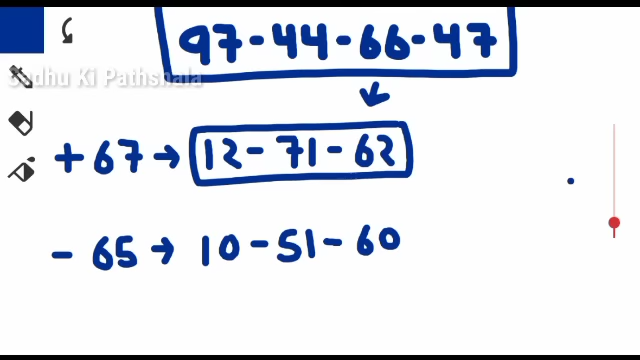 97-44-66-47
Sadhu Ki Pathshala
+ 67 → 12-71-62
- 65 → 10-51-60